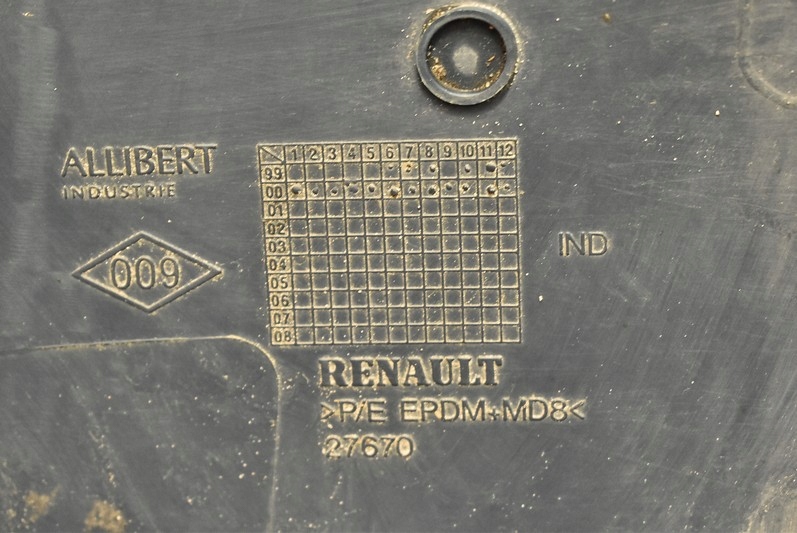 ALLIBERT
INDUSTRIE
009
1 2 3 4 5 6 7 8 9 10 11 12
99
00
01
02
03
04
05
06
07
08
IND
RENAULT
>P/E EPDM+MD8<
27670